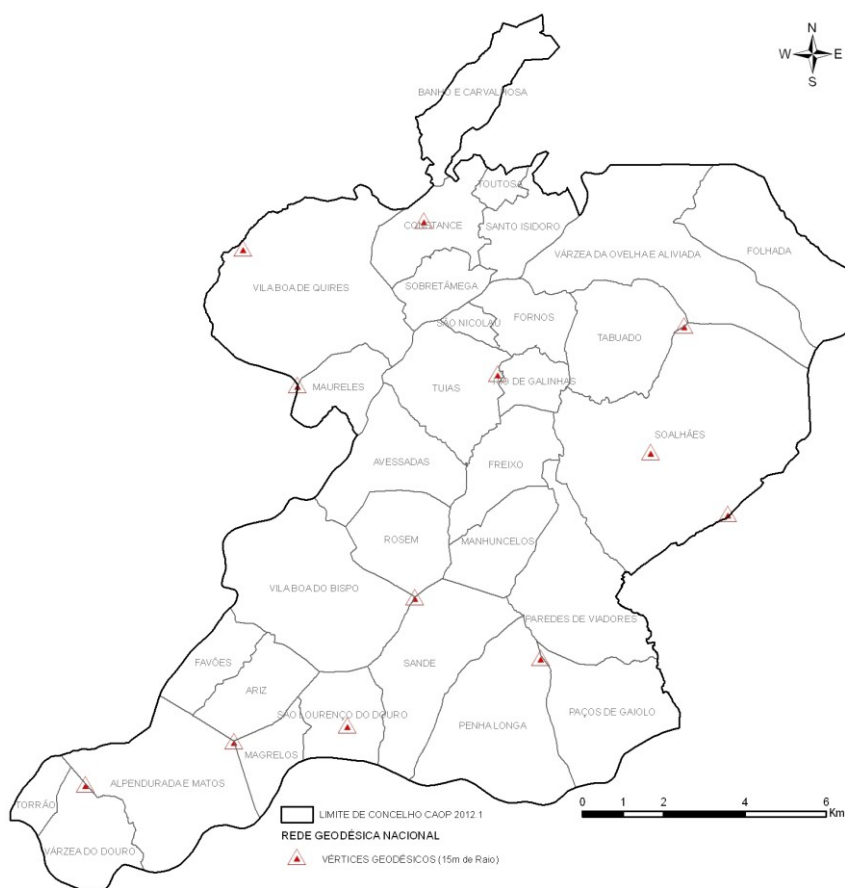 N
W E
S
BANHO E CARVALHOSA
TOUTOSA
CONSTANCE
SANTO ISIDORO
VÁRZEA DA OVELHA E ALIVIADA
FOLHADA
VILA BOA DE QUIRES
SOBRETÂMEGA
SÃO NICOLAU
FORNOS
TABUADO
MAURELES
TUIAS
DE GALINHAS
SOALHÃES
AVESSADAS
FREIXO
ROSEM
MANHUNCELOS
VILA BOA DO BISPO
PAREDES DE VIADORES
FAVÕES
SANDE
ARIZ
SÃO LOURENÇO DO DOURO
PENHA LONGA
PAÇOS DE GAIOLO
MAGRELOS
ALPENDURADA E MATOS
TORRÃO
VÁRZEA DO DOURO
0 1 2 4 6
Km
LIMITE DE CONCELHO CAOP 2012.1
REDE GEODÉSICA NACIONAL
VÉRTICES GEODÉSICOS (15m de Raio)